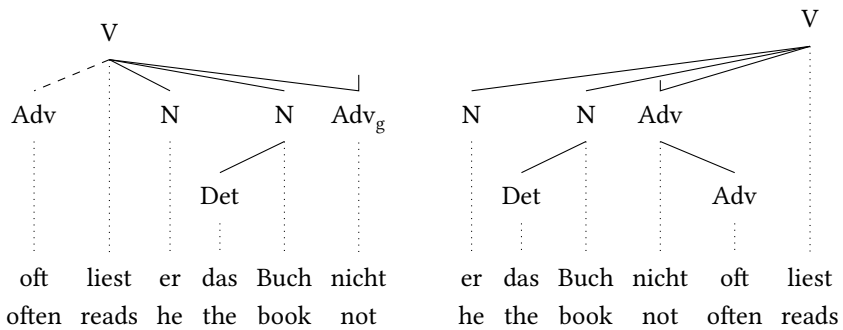 V V
Adv N N Adv_g N N Adv
Det Det Adv
oft liest er das Buch nicht er das Buch nicht oft liest
often reads he the book not he the book not often reads